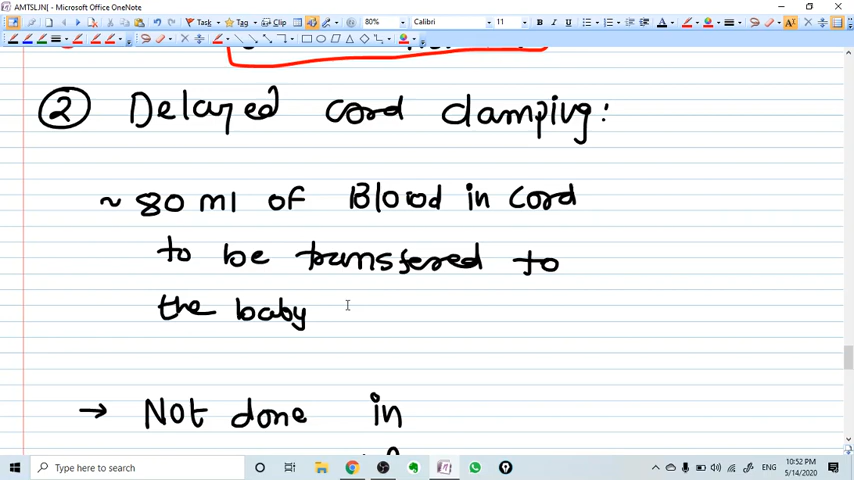 AMTSL.IN| - Microsoft Office OneNote
Task Tag Clip 80% Calibri 11 B I U
② Delayed cord clamping:
~ 80 ml of Blood in cord
to be transfered to
the baby
→ Not done in
Type here to search
ENG
10:52 PM
5/14/2020